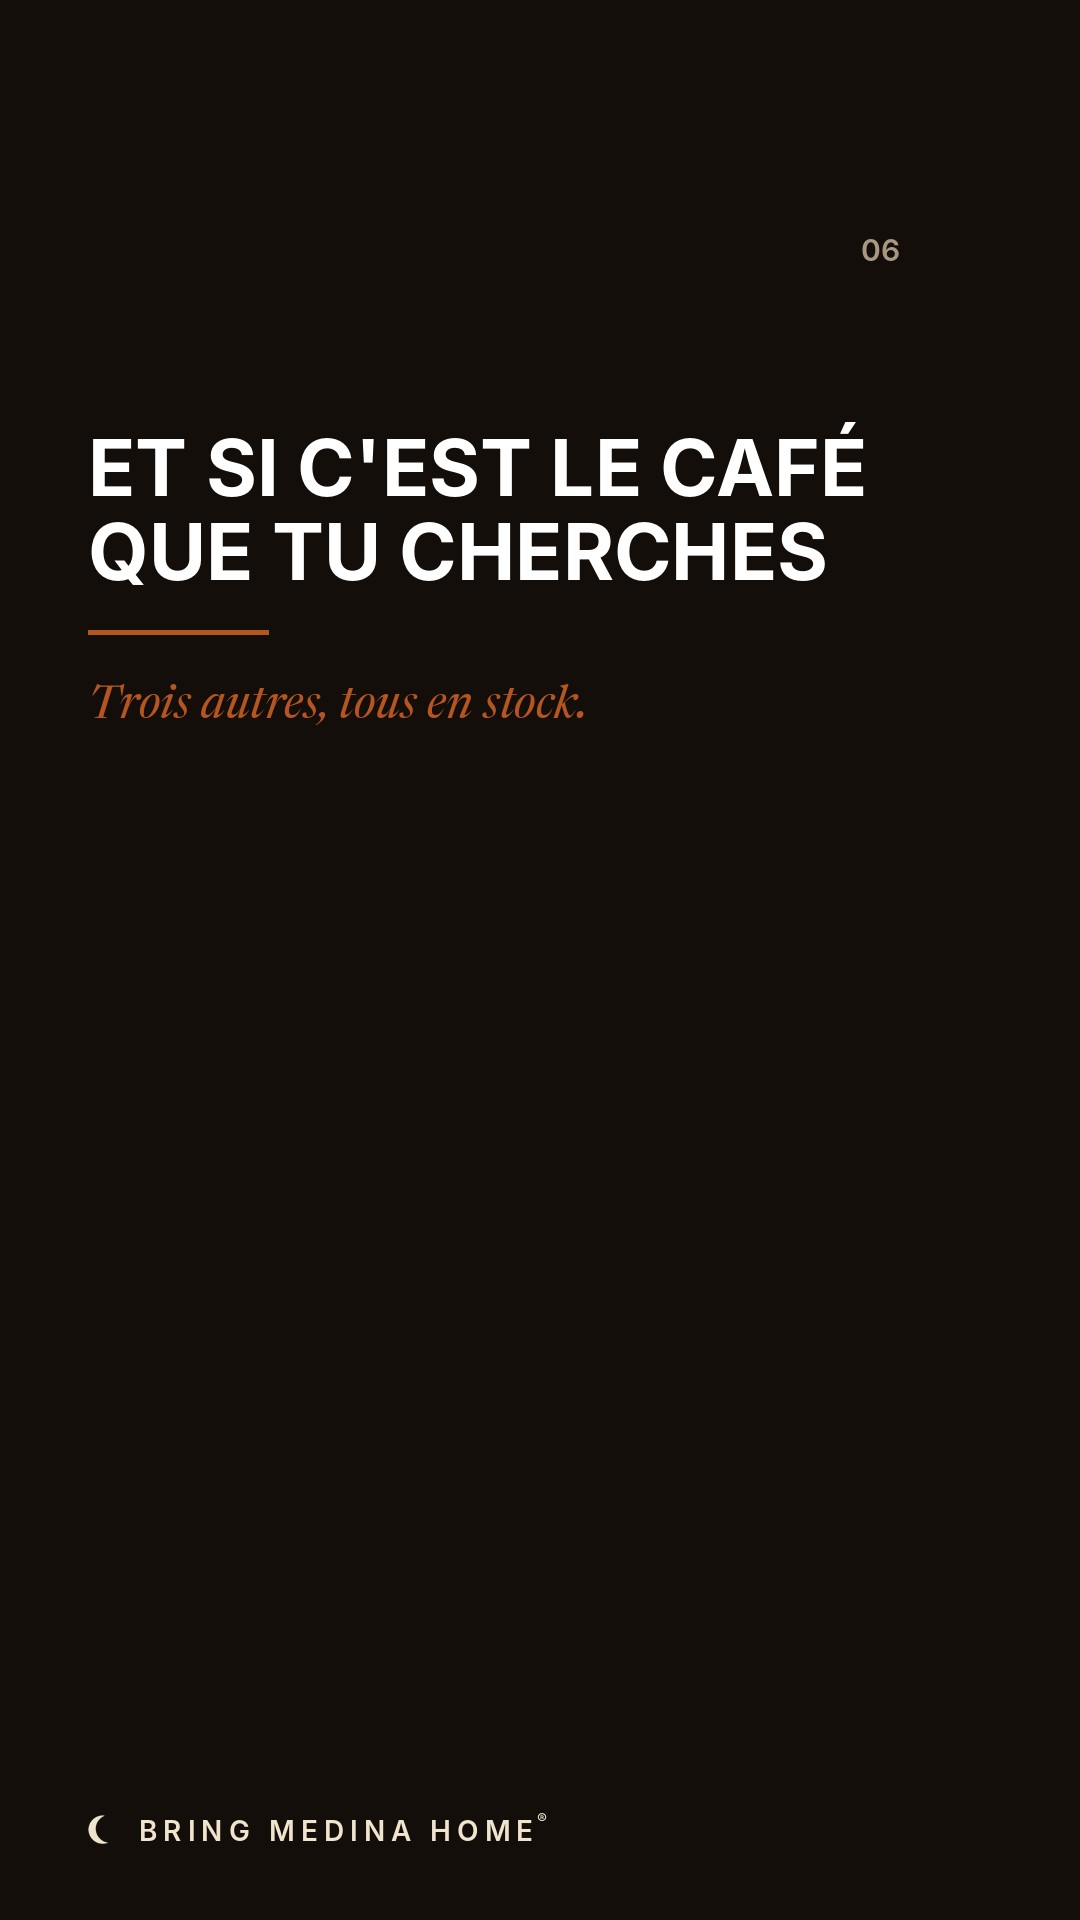 06
ET SI C'EST LE CAFÉ
QUE TU CHERCHES
Trois autres, tous en stock.
BRING MEDINA HOME®